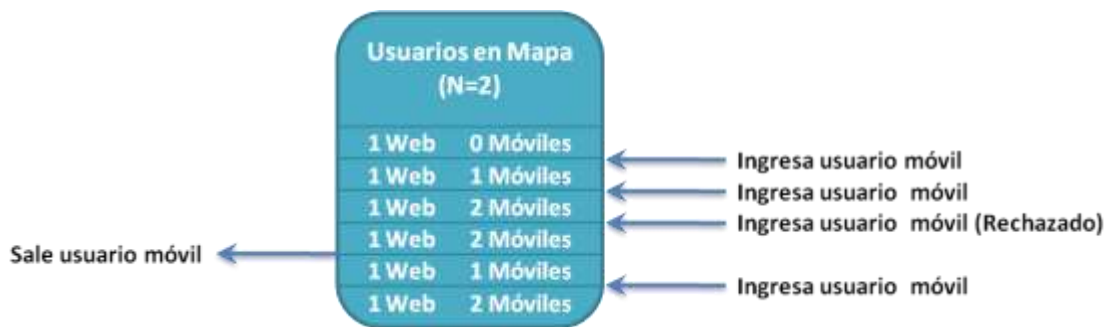 Usuarios en Mapa
(N=2)
1 Web 0 Móviles
Ingresa usuario móvil
1 Web 1 Móviles
Ingresa usuario móvil
1 Web 2 Móviles
Ingresa usuario móvil (Rechazado)
1 Web 2 Móviles
Sale usuario móvil
1 Web 1 Móviles
Ingresa usuario móvil
1 Web 2 Móviles